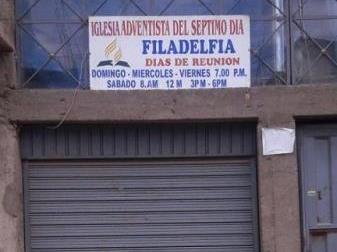 IGLESIA ADVENTISTA DEL SEPTIMO DIA
FILADELFIA
DIAS DE REUNION
DOMINGO - MIERCOLES - VIERNES 7.00 P.M.
SABADO 8.AM 12 M 3PM - 6PM